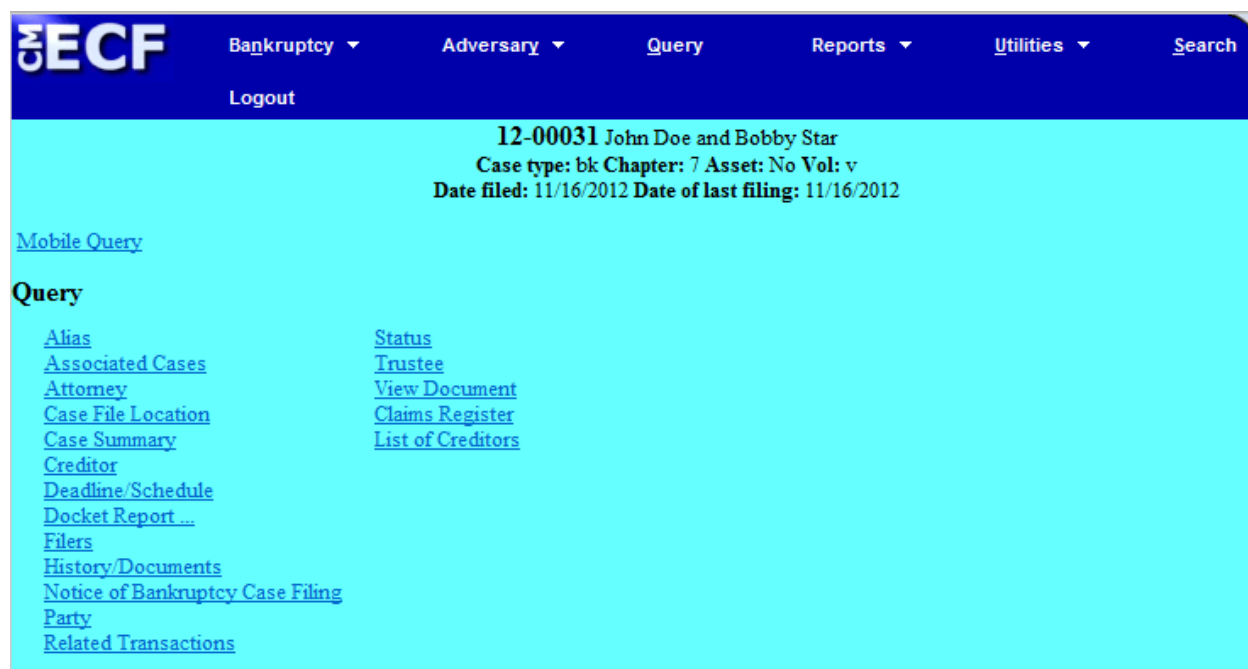 CM ECF
Bankruptcy Adversary Query Reports Utilities Search
Logout
12-00031 John Doe and Bobby Star
Case type: bk Chapter: 7 Asset: No Vol: v
Date filed: 11/16/2012 Date of last filing: 11/16/2012
Mobile Query
Query
Alias
Associated Cases
Attorney
Case File Location
Case Summary
Creditor
Deadline/Schedule
Docket Report ...
Filers
History/Documents
Notice of Bankruptcy Case Filing
Party
Related Transactions
Status
Trustee
View Document
Claims Register
List of Creditors